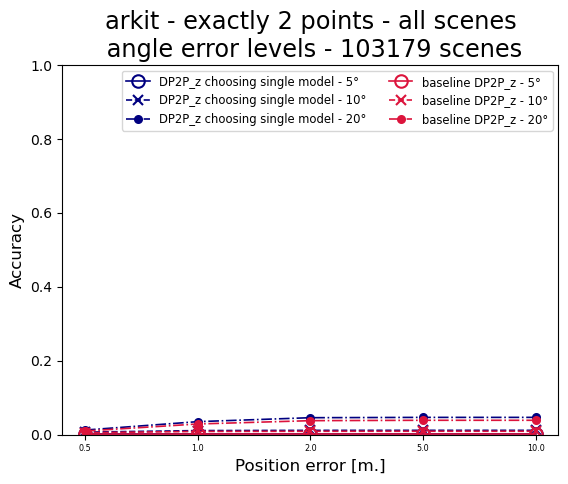 arkit - exactly 2 points - all scenes
angle error levels - 103179 scenes
DP2P_z choosing single model - 5°
DP2P_z choosing single model - 10°
DP2P_z choosing single model - 20°
baseline DP2P_z - 5°
baseline DP2P_z - 10°
baseline DP2P_z - 20°
Accuracy
1.0
0.8
0.6
0.4
0.2
0.0
0.5 1.0 2.0 5.0 10.0
Position error [m.]